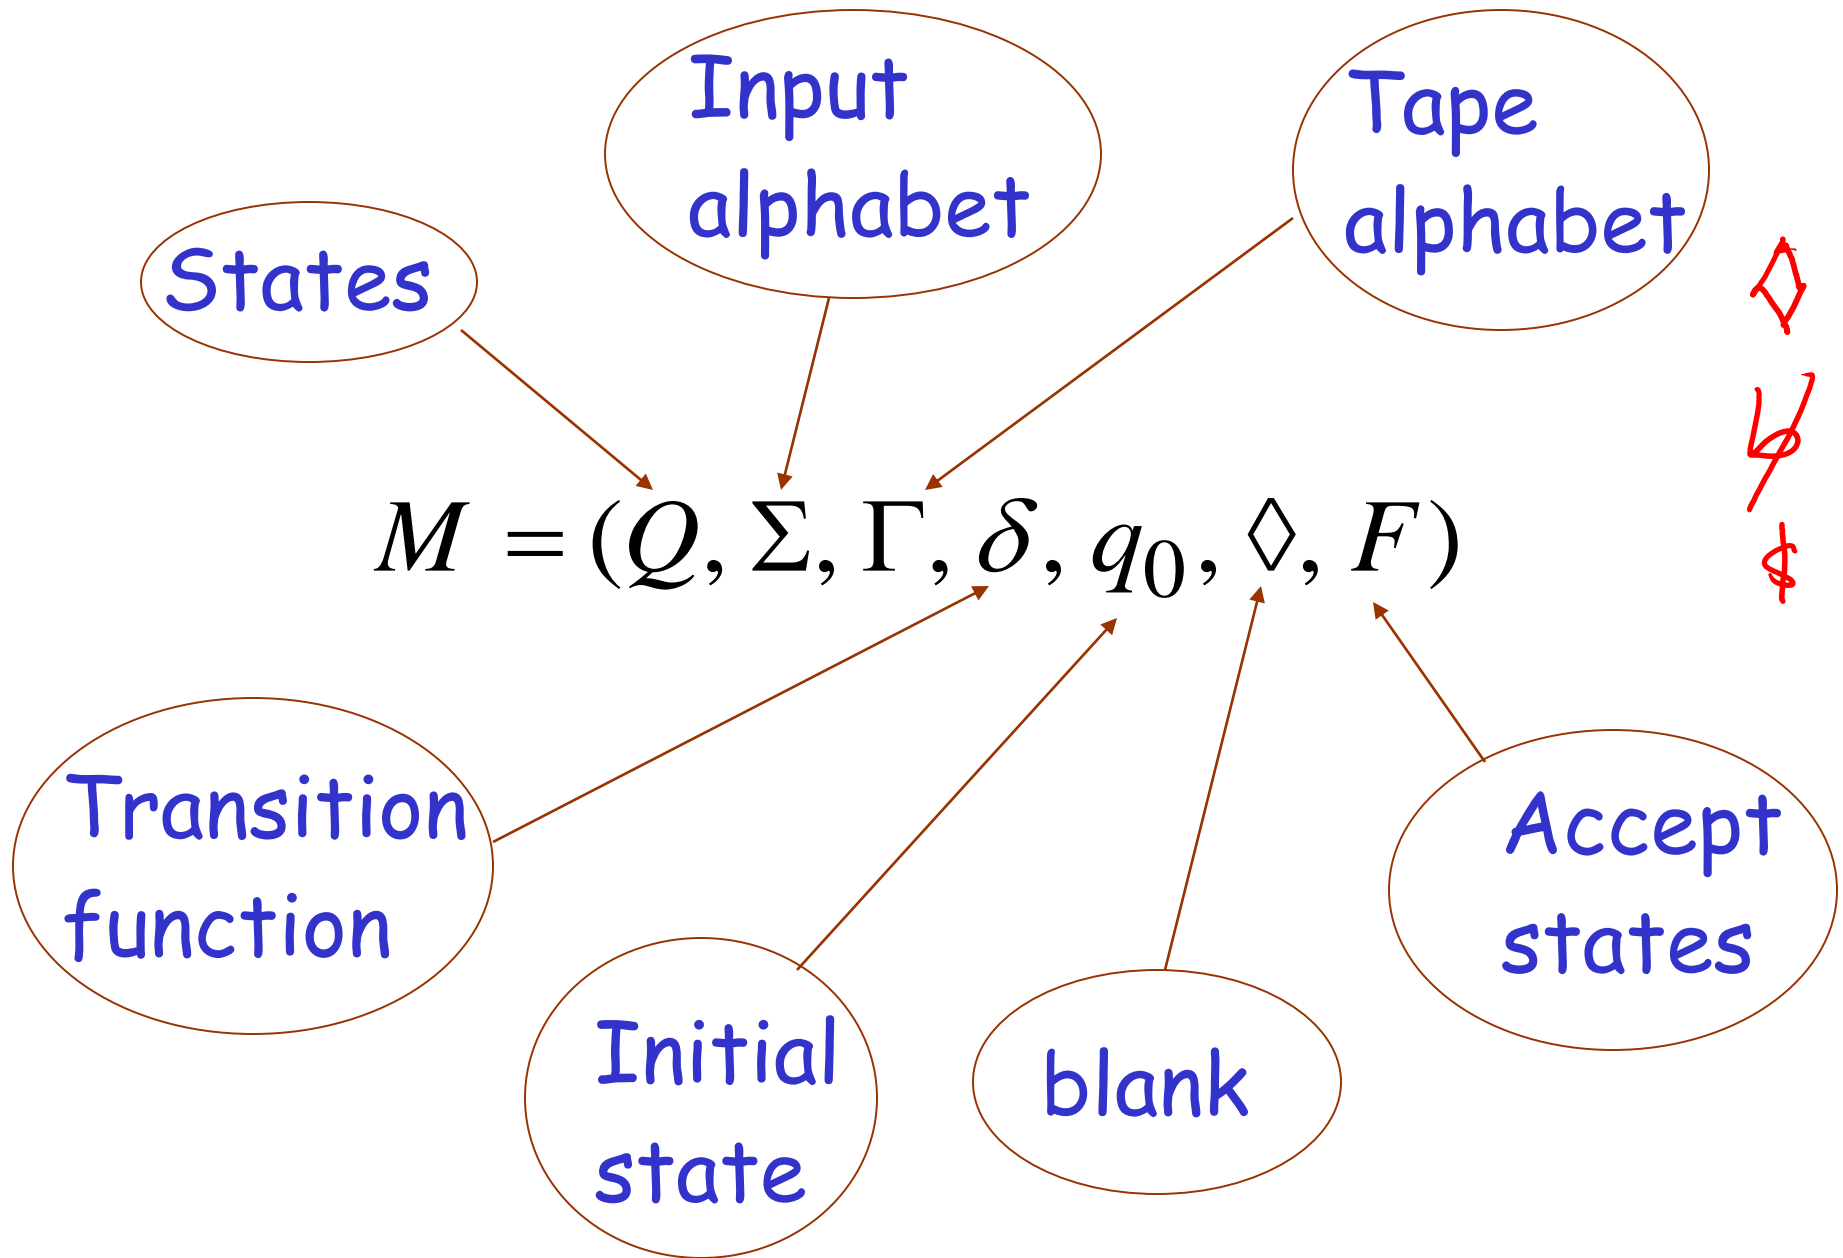 Input
alphabet
Tape
alphabet
States
◊
ƀ
$
M = (Q, Σ, Γ, δ, q₀, ◊, F)
Transition
function
Accept
states
Initial
state
blank